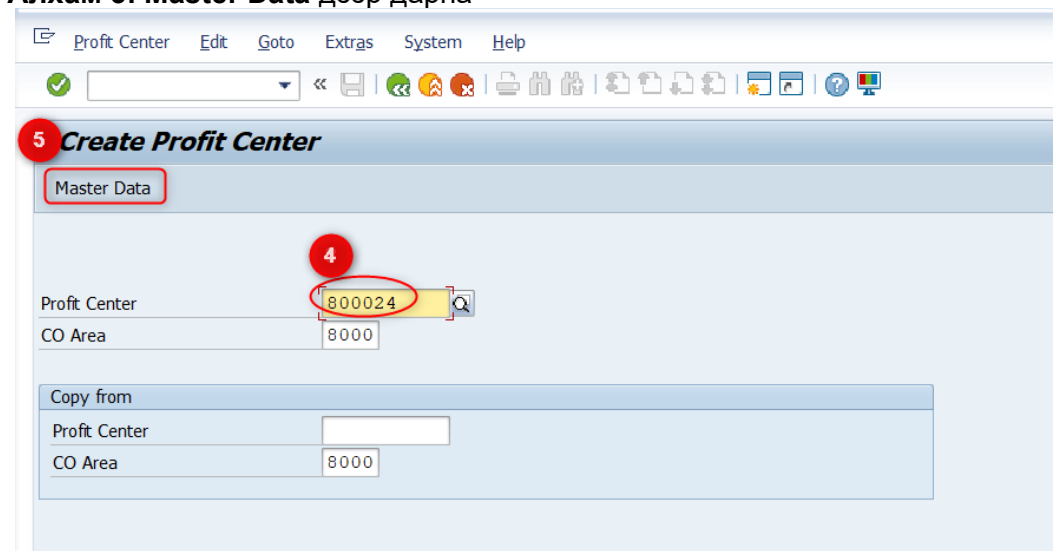 Алхам 5: Master Data дээр дарна
Profit Center Edit Goto Extras System Help
5 Create Profit Center
Master Data
4
Profit Center 800024
CO Area 8000
Copy from
Profit Center
CO Area 8000